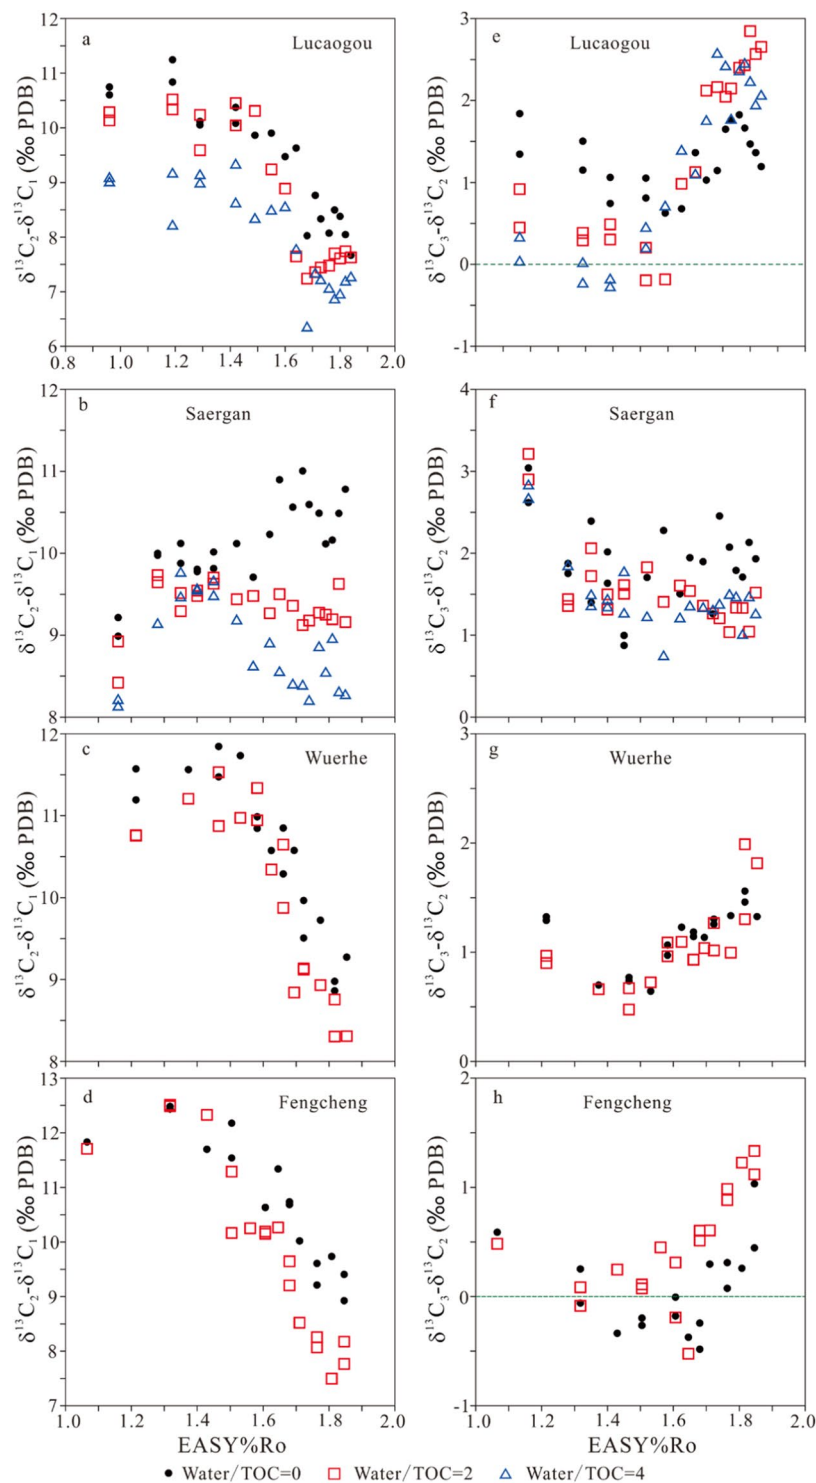 a
Lucaogou
δ¹³C₂-δ¹³C₁ (‰ PDB)
12
11
10
9
8
7
6
0.8 1.0 1.2 1.4 1.6 1.8 2.0
e
Lucaogou
δ¹³C₃-δ¹³C₂ (‰ PDB)
3
2
1
0
-1
b
Saergan
δ¹³C₂-δ¹³C₁ (‰ PDB)
12
11
10
9
8
f
Saergan
δ¹³C₃-δ¹³C₂ (‰ PDB)
4
3
2
1
0
c
Wuerhe
δ¹³C₂-δ¹³C₁ (‰ PDB)
12
11
10
9
8
g
Wuerhe
δ¹³C₃-δ¹³C₂ (‰ PDB)
3
2
1
0
d
Fengcheng
δ¹³C₂-δ¹³C₁ (‰ PDB)
13
12
11
10
9
8
7
1.0 1.2 1.4 1.6 1.8 2.0
EASY%Ro
h
Fengcheng
δ¹³C₃-δ¹³C₂ (‰ PDB)
2
1
0
-1
1.0 1.2 1.4 1.6 1.8 2.0
EASY%Ro
Water/TOC=0 Water/TOC=2 Water/TOC=4